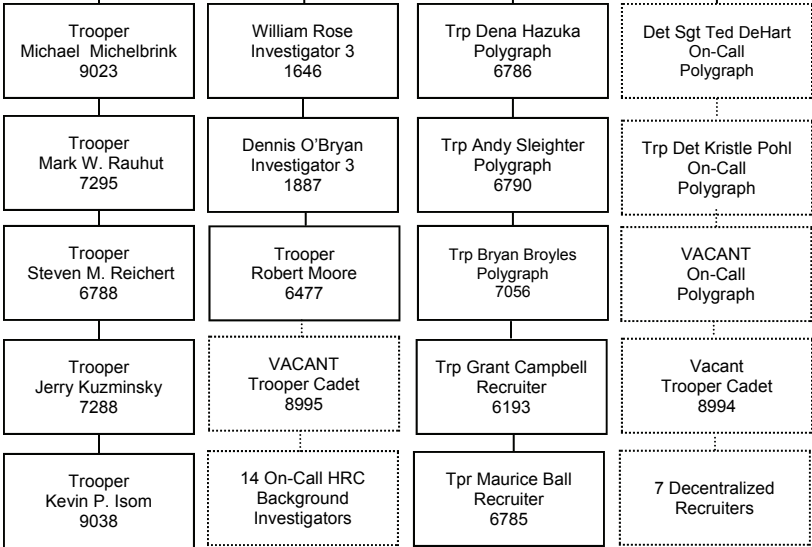 Trooper
Michael Michelbrink
9023
Trooper
Mark W. Rauhut
7295
Trooper
Steven M. Reichert
6788
Trooper
Jerry Kuzminsky
7288
Trooper
Kevin P. Isom
9038
William Rose
Investigator 3
1646
Dennis O’Bryan
Investigator 3
1887
Trooper
Robert Moore
6477
VACANT
Trooper Cadet
8995
14 On-Call HRC
Background
Investigators
Trp Dena Hazuka
Polygraph
6786
Trp Andy Sleighter
Polygraph
6790
Trp Bryan Broyles
Polygraph
7056
Trp Grant Campbell
Recruiter
6193
Tpr Maurice Ball
Recruiter
6785
Det Sgt Ted DeHart
On-Call
Polygraph
Trp Det Kristle Pohl
On-Call
Polygraph
VACANT
On-Call
Polygraph
Vacant
Trooper Cadet
8994
7 Decentralized
Recruiters